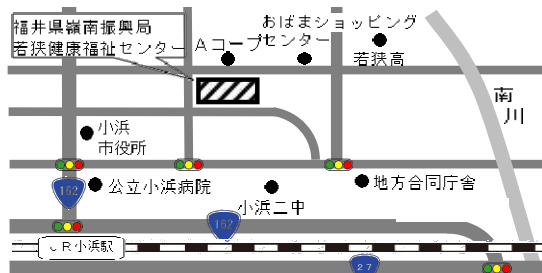 福井県嶺南振興局
若狭健康福祉センター
Aコープ
おばまショッピング
センター
若狭高
南
川
小浜
市役所
162
公立小浜病院
小浜二中
地方合同庁舎
162
JR小浜駅
27